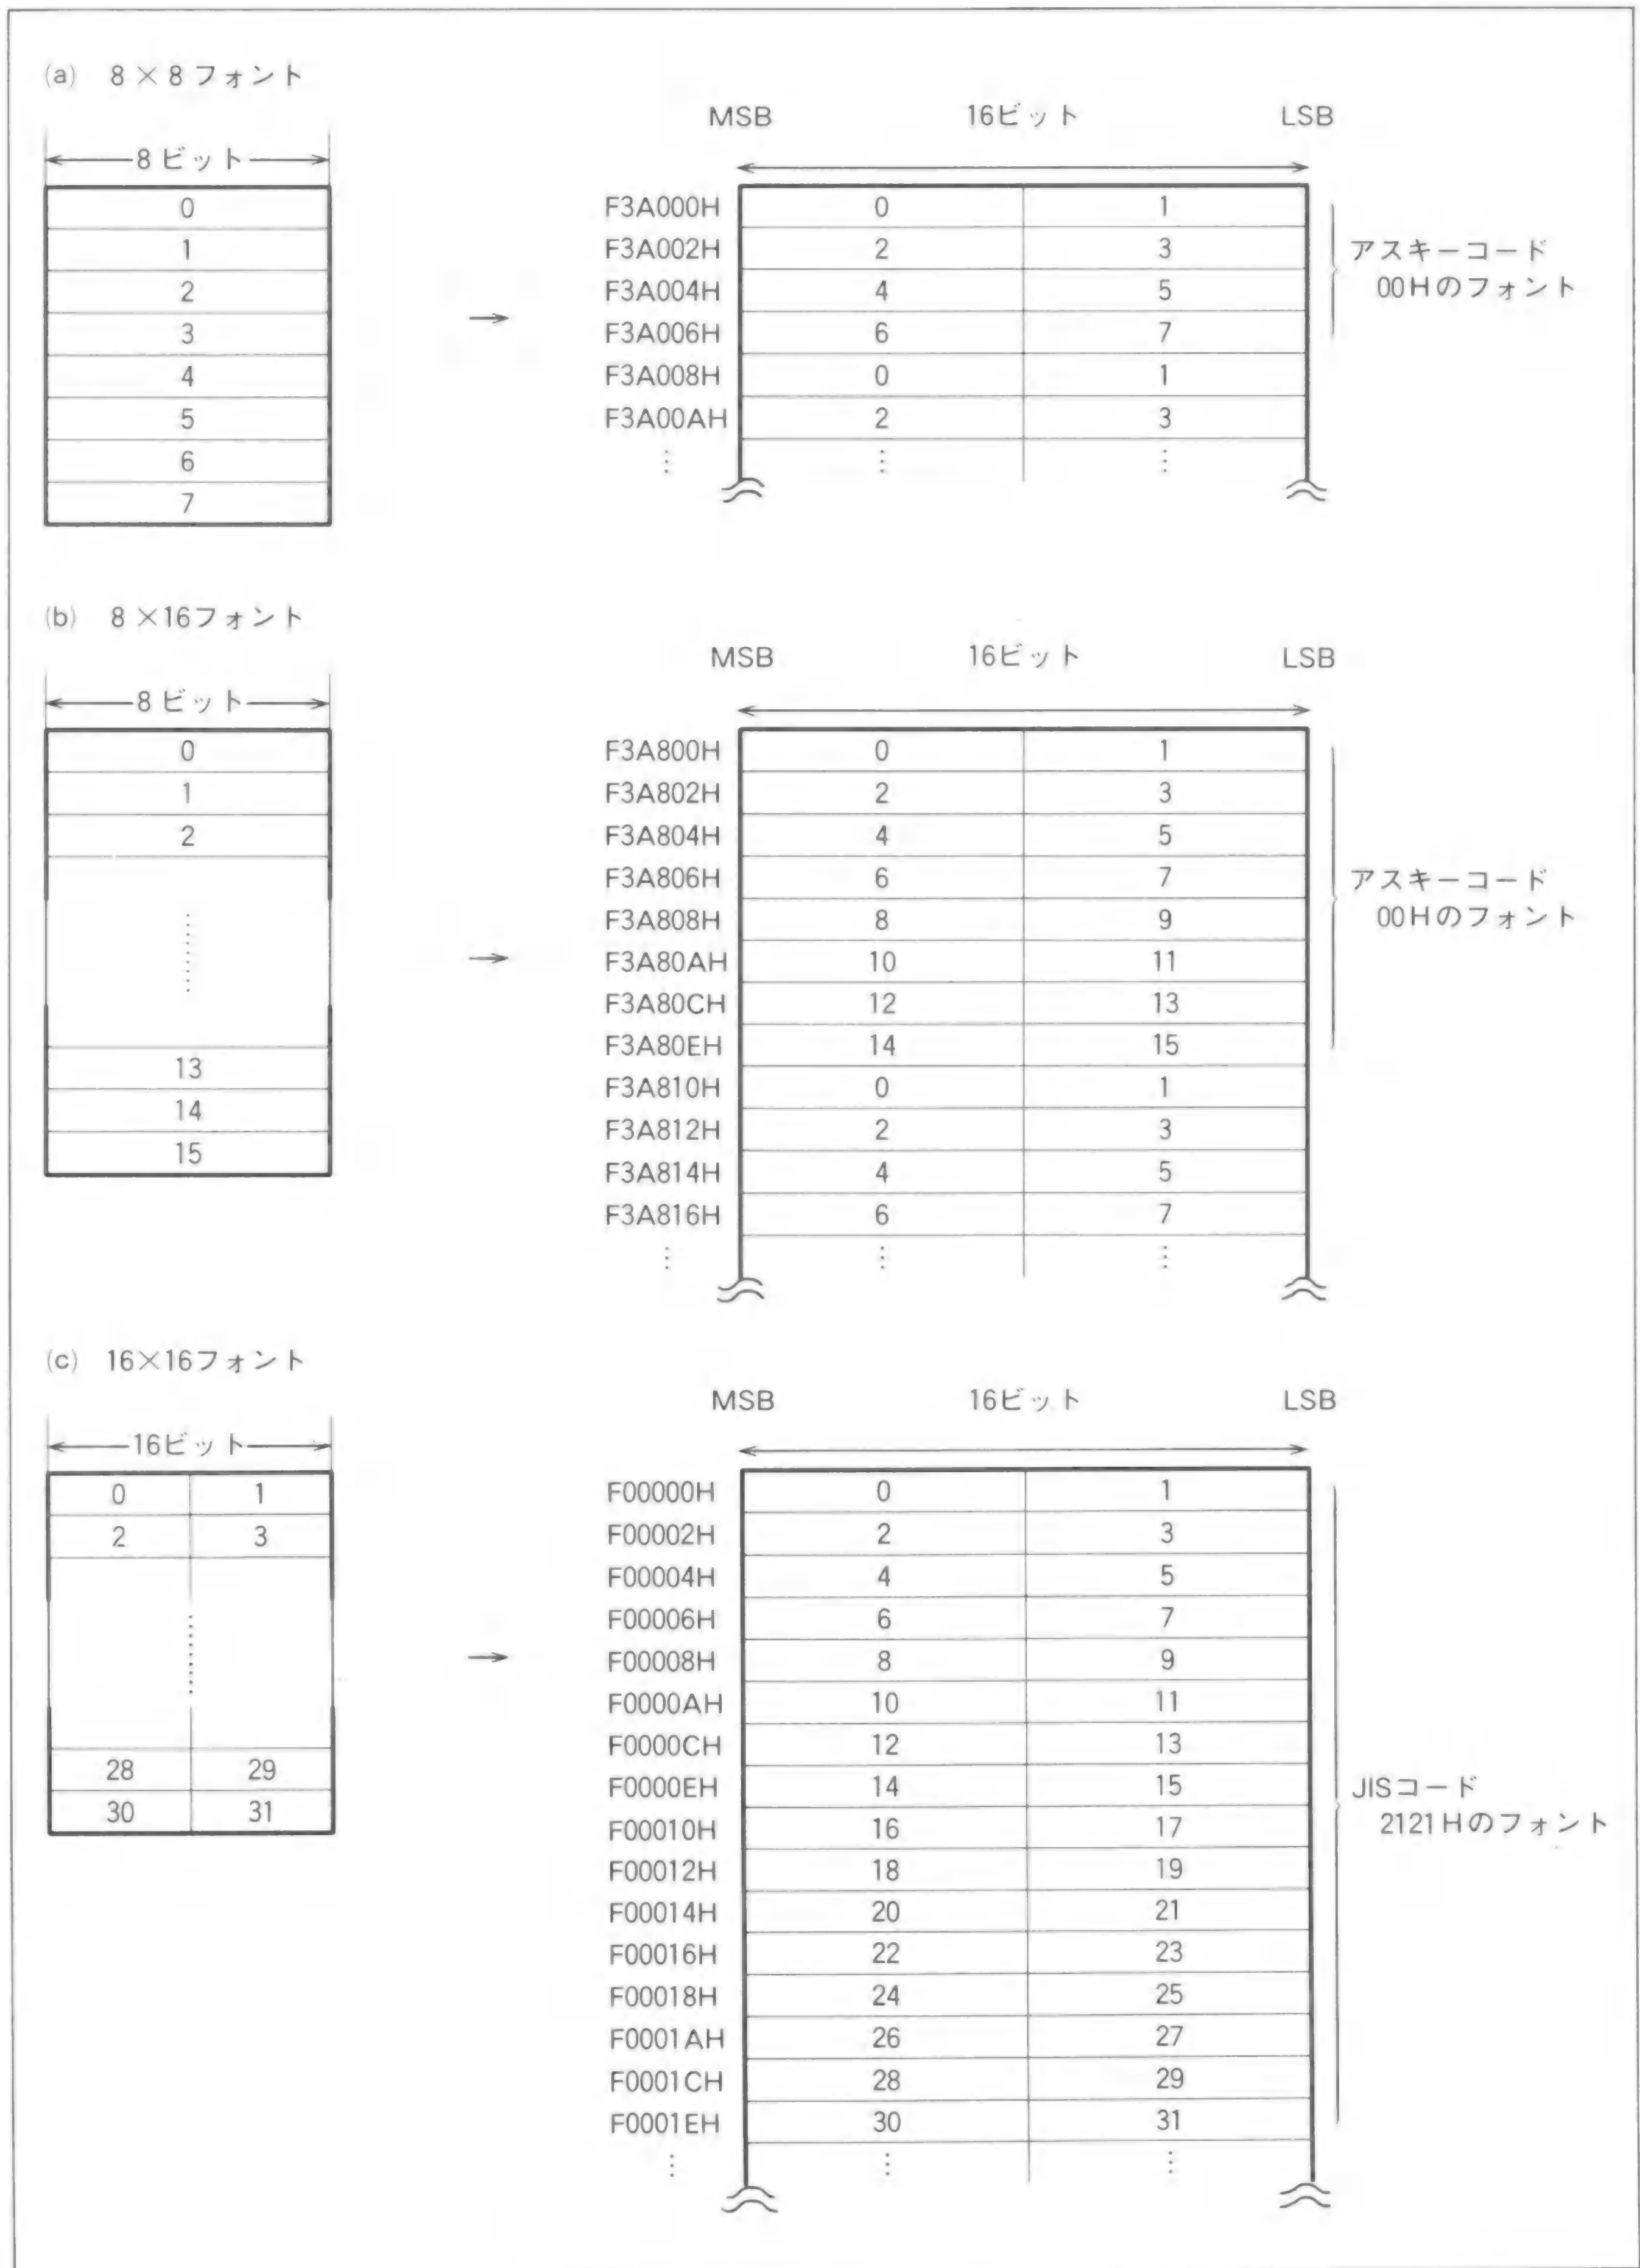 (a) 8×8フォント
8ビット
0
1
2
3
4
5
6
7
→
MSB 16ビット LSB
F3A000H 0 1
F3A002H 2 3
F3A004H 4 5
F3A006H 6 7
F3A008H 0 1
F3A00AH 2 3
⋮ ⋮ ⋮
アスキーコード
00Hのフォント
(b) 8×16フォント
8ビット
0
1
2
⋮
13
14
15
→
MSB 16ビット LSB
F3A800H 0 1
F3A802H 2 3
F3A804H 4 5
F3A806H 6 7
F3A808H 8 9
F3A80AH 10 11
F3A80CH 12 13
F3A80EH 14 15
F3A810H 0 1
F3A812H 2 3
F3A814H 4 5
F3A816H 6 7
⋮ ⋮ ⋮
アスキーコード
00Hのフォント
(c) 16×16フォント
16ビット
0 1
2 3
⋮
28 29
30 31
→
MSB 16ビット LSB
F00000H 0 1
F00002H 2 3
F00004H 4 5
F00006H 6 7
F00008H 8 9
F0000AH 10 11
F0000CH 12 13
F0000EH 14 15
F00010H 16 17
F00012H 18 19
F00014H 20 21
F00016H 22 23
F00018H 24 25
F0001AH 26 27
F0001CH 28 29
F0001EH 30 31
⋮ ⋮ ⋮
JISコード
2121Hのフォント